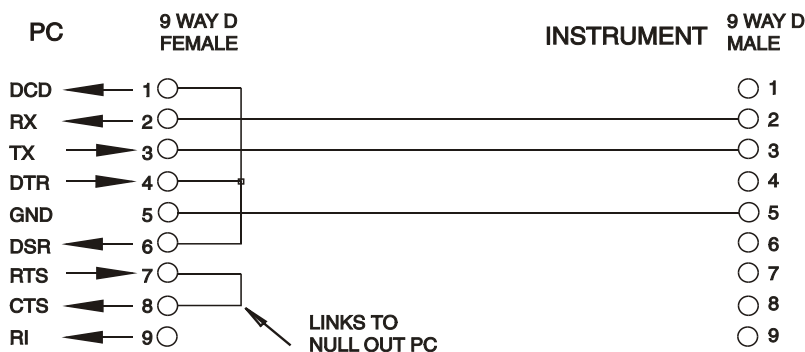 PC
9 WAY D
FEMALE
INSTRUMENT
9 WAY D
MALE
DCD 1 1
RX 2 2
TX 3 3
DTR 4 4
GND 5 5
DSR 6 6
RTS 7 7
CTS 8 8
RI 9 9
LINKS TO
NULL OUT PC